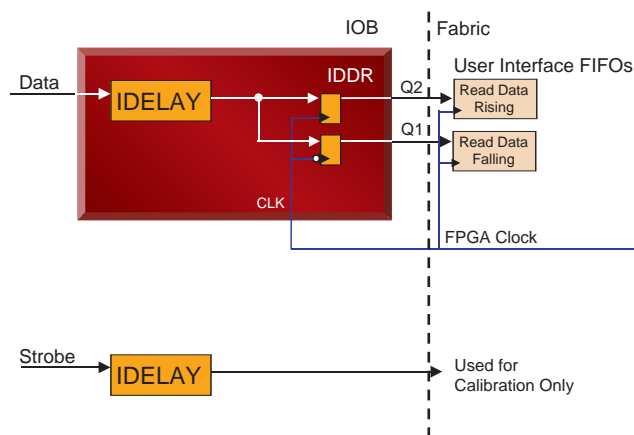 IOB
Fabric
User Interface FIFOs
Data
IDELAY
IDDR
Q2
Read Data
Rising
Q1
Read Data
Falling
CLK
FPGA Clock
Strobe
IDELAY
Used for
Calibration Only